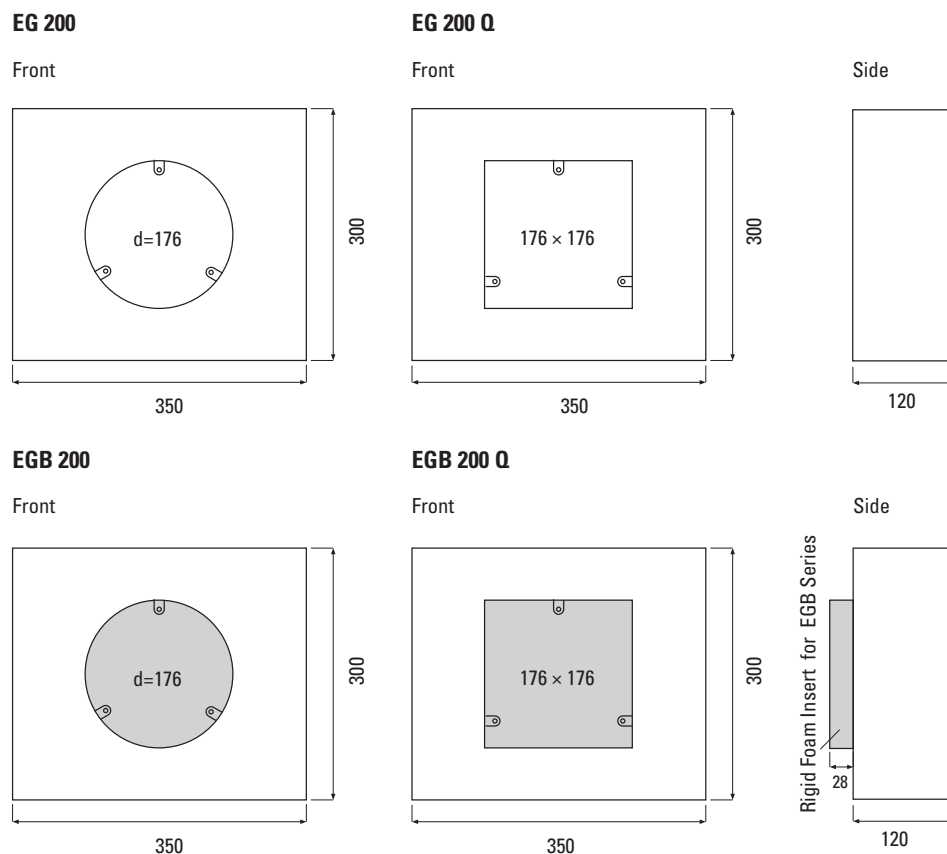 EG 200
EG 200 Q
Front
Front
Side
d=176
300
176 × 176
300
350
350
120
EGB 200
EGB 200 Q
Front
Front
Side
d=176
300
176 × 176
300
Rigid Foam Insert for EGB Series
28
350
350
120